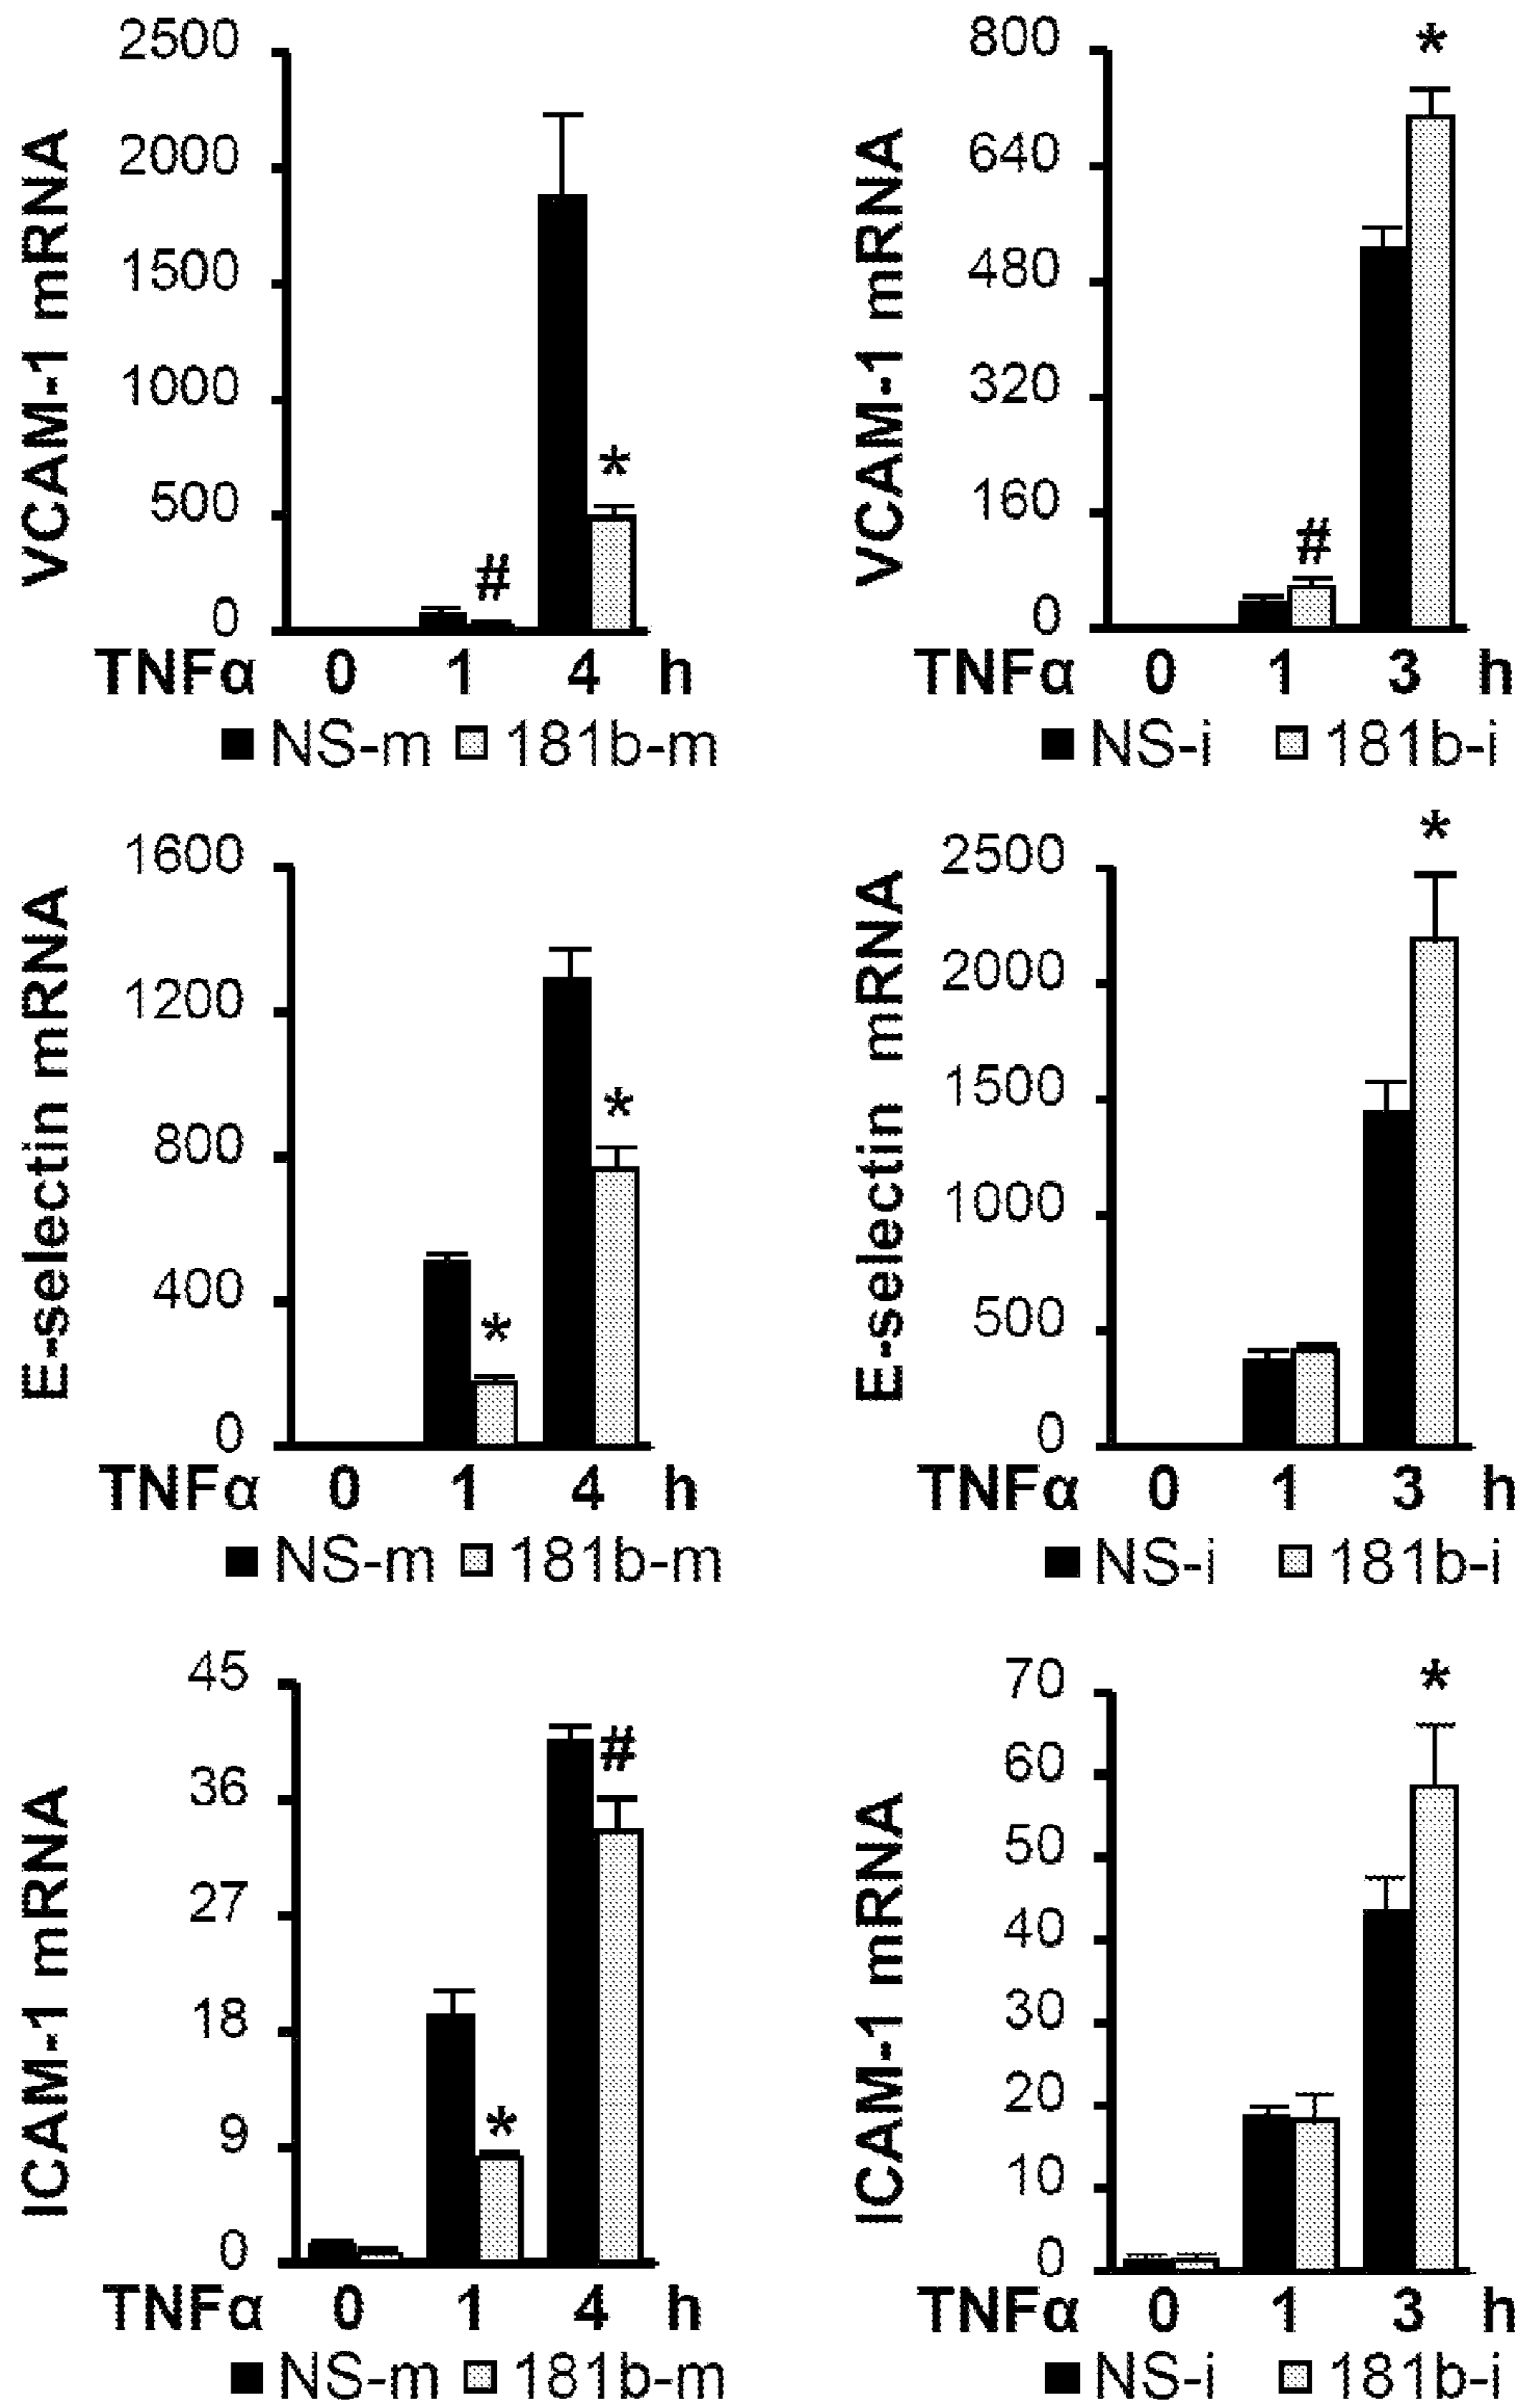 VCAM-1 mRNA
2500
2000
1500
1000
500
0
*
#
TNFα 0 1 4 h
NS-m 181b-m
VCAM-1 mRNA
800
640
480
320
160
0
*
#
TNFα 0 1 3 h
NS-i 181b-i
E-selectin mRNA
1600
1200
800
400
0
*
*
TNFα 0 1 4 h
NS-m 181b-m
E-selectin mRNA
2500
2000
1500
1000
500
0
*
TNFα 0 1 3 h
NS-i 181b-i
ICAM-1 mRNA
45
36
27
18
9
0
#
*
TNFα 0 1 4 h
NS-m 181b-m
ICAM-1 mRNA
70
60
50
40
30
20
10
0
*
TNFα 0 1 3 h
NS-i 181b-i